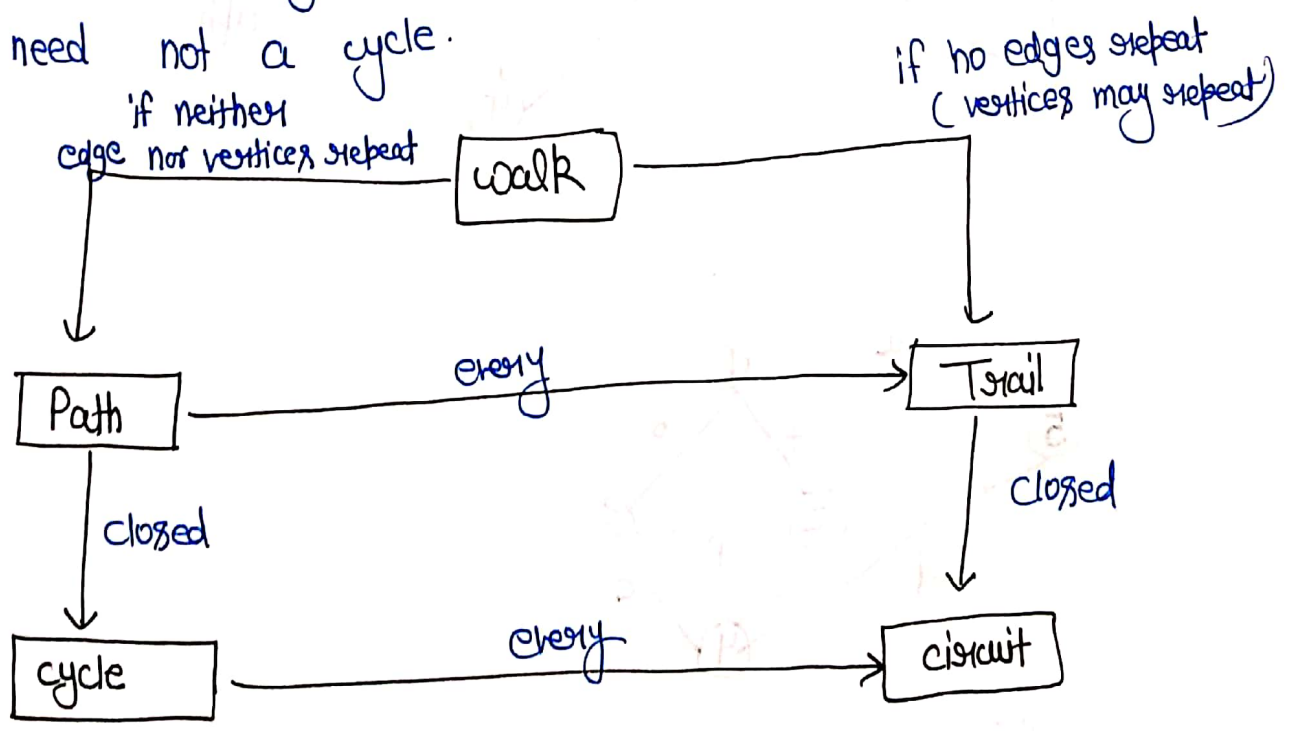 need not a cycle.
if no edges repeat
(vertices may repeat)
if neither
edge nor vertices repeat
walk
every
Path
Trail
closed
closed
every
cycle
circuit